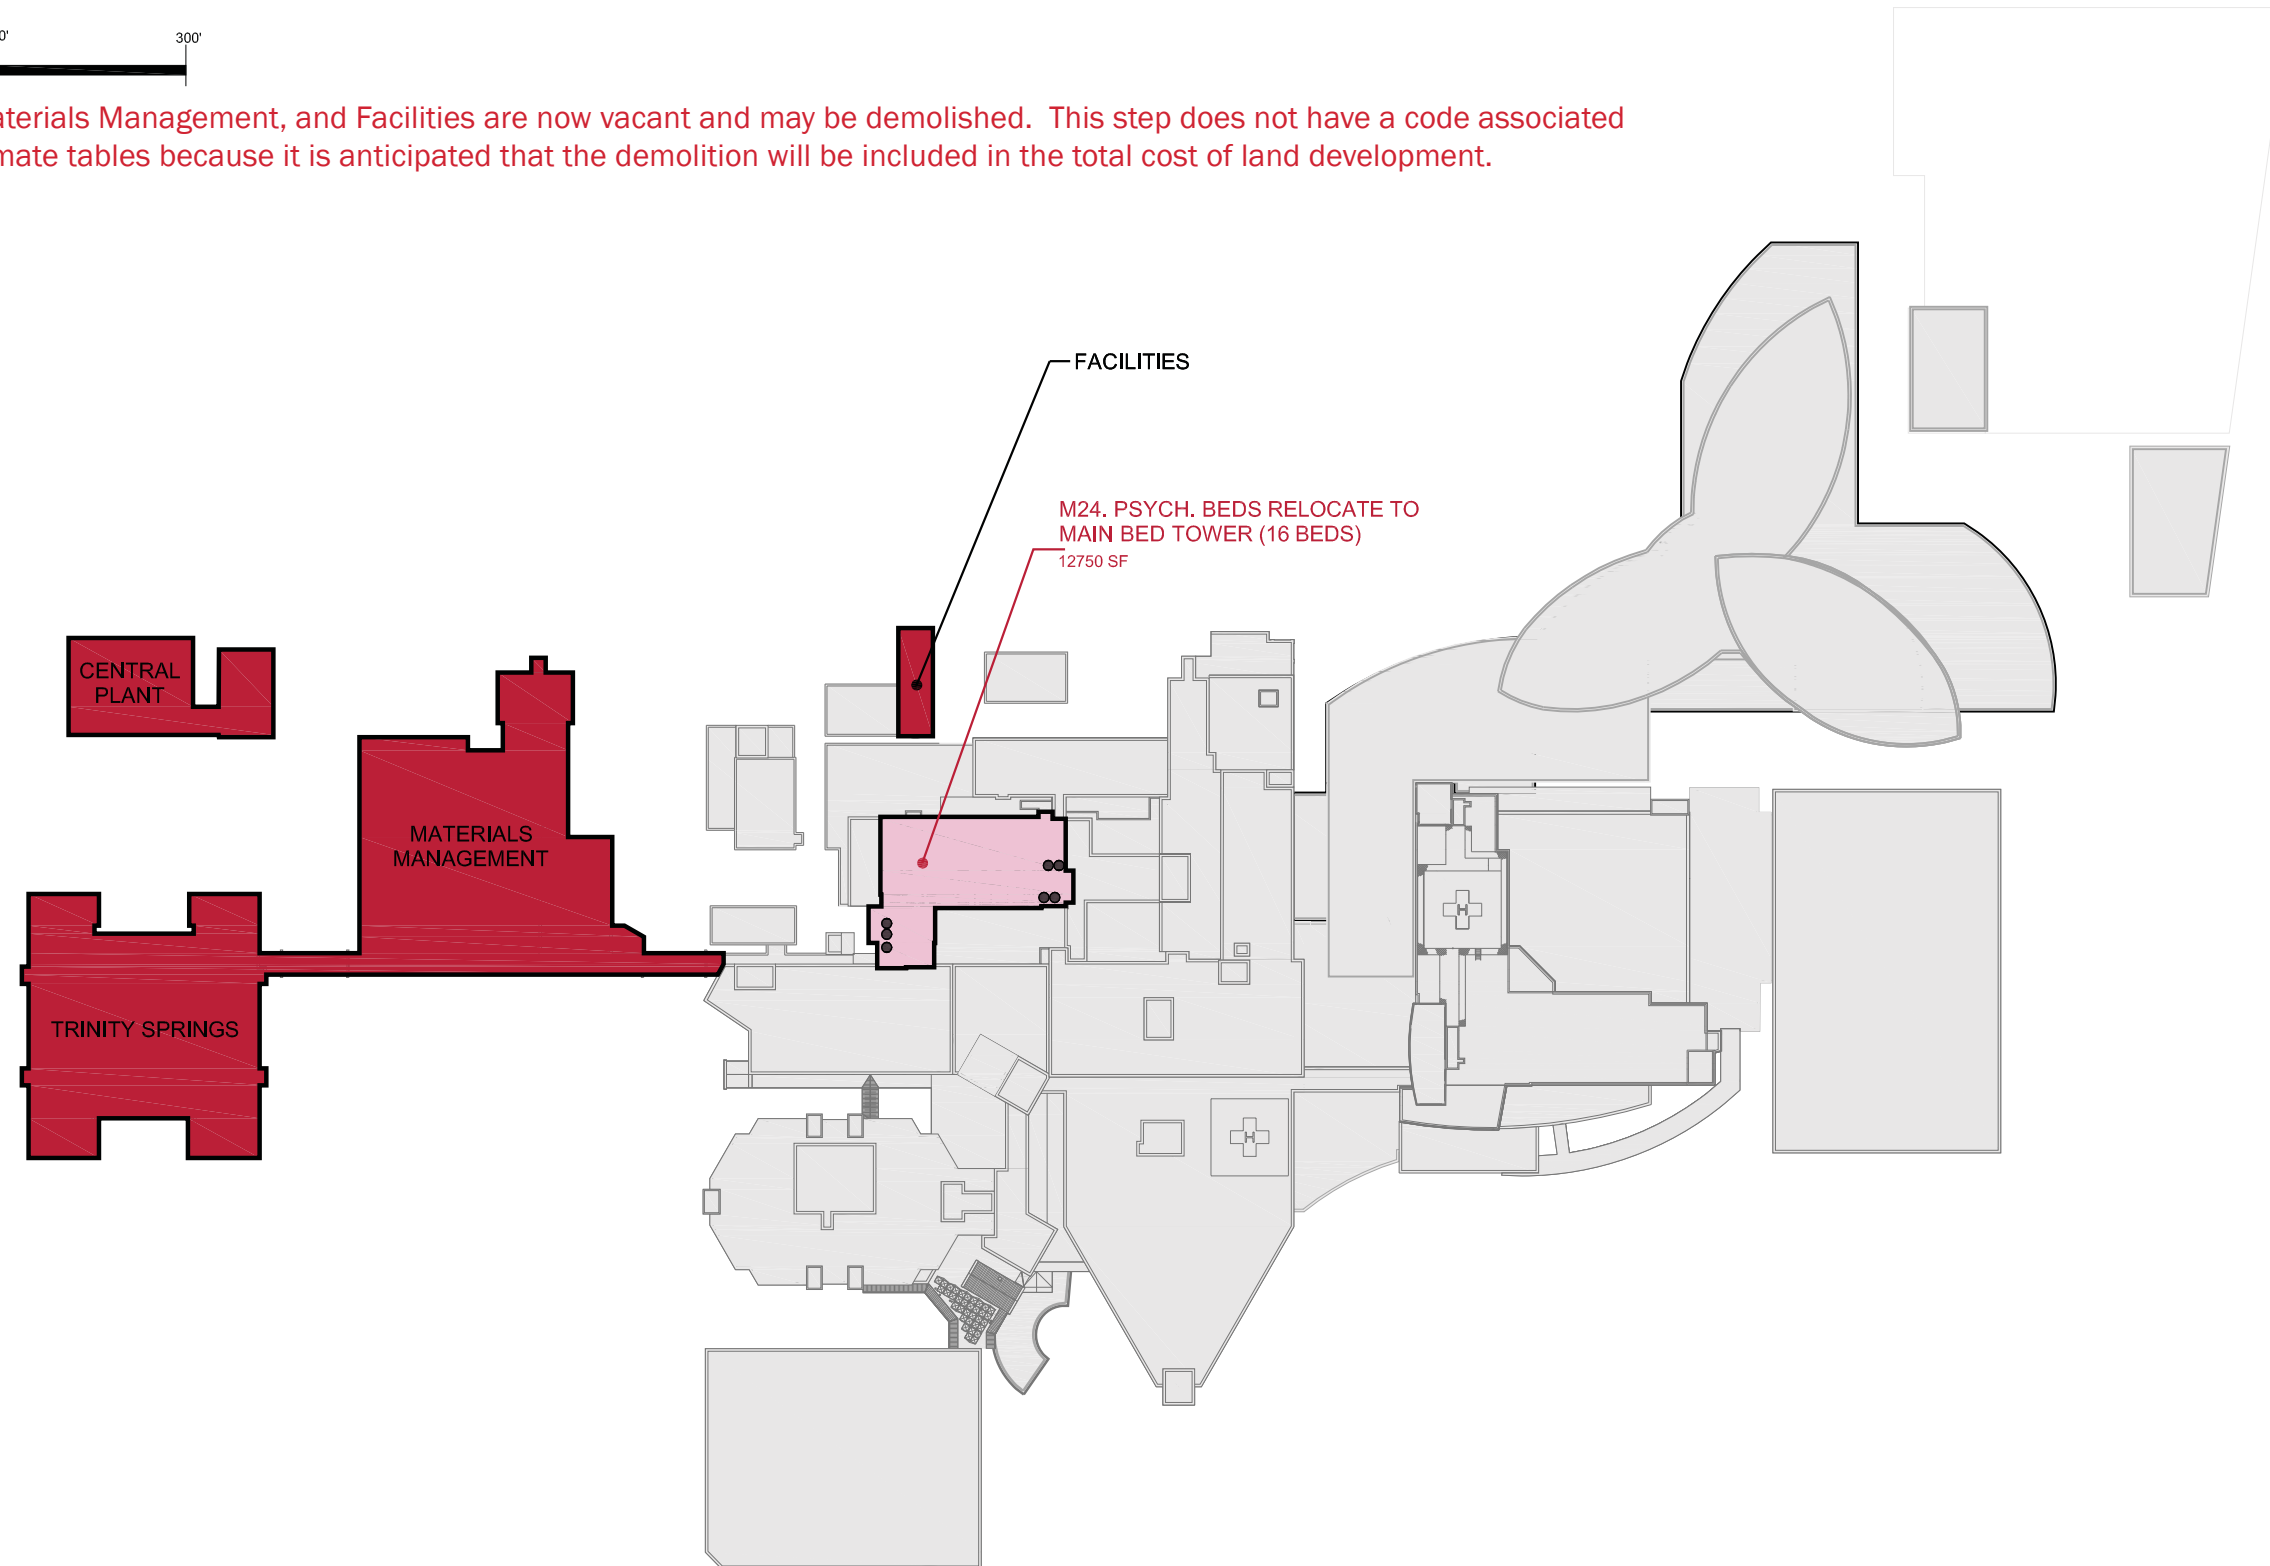 0'
300'
aterials Management, and Facilities are now vacant and may be demolished.  This step does not have a code associated
mate tables because it is anticipated that the demolition will be included in the total cost of land development.
FACILITIES
M24. PSYCH. BEDS RELOCATE TO
MAIN BED TOWER (16 BEDS)
12750 SF
CENTRAL
PLANT
MATERIALS
MANAGEMENT
TRINITY SPRINGS
H
H